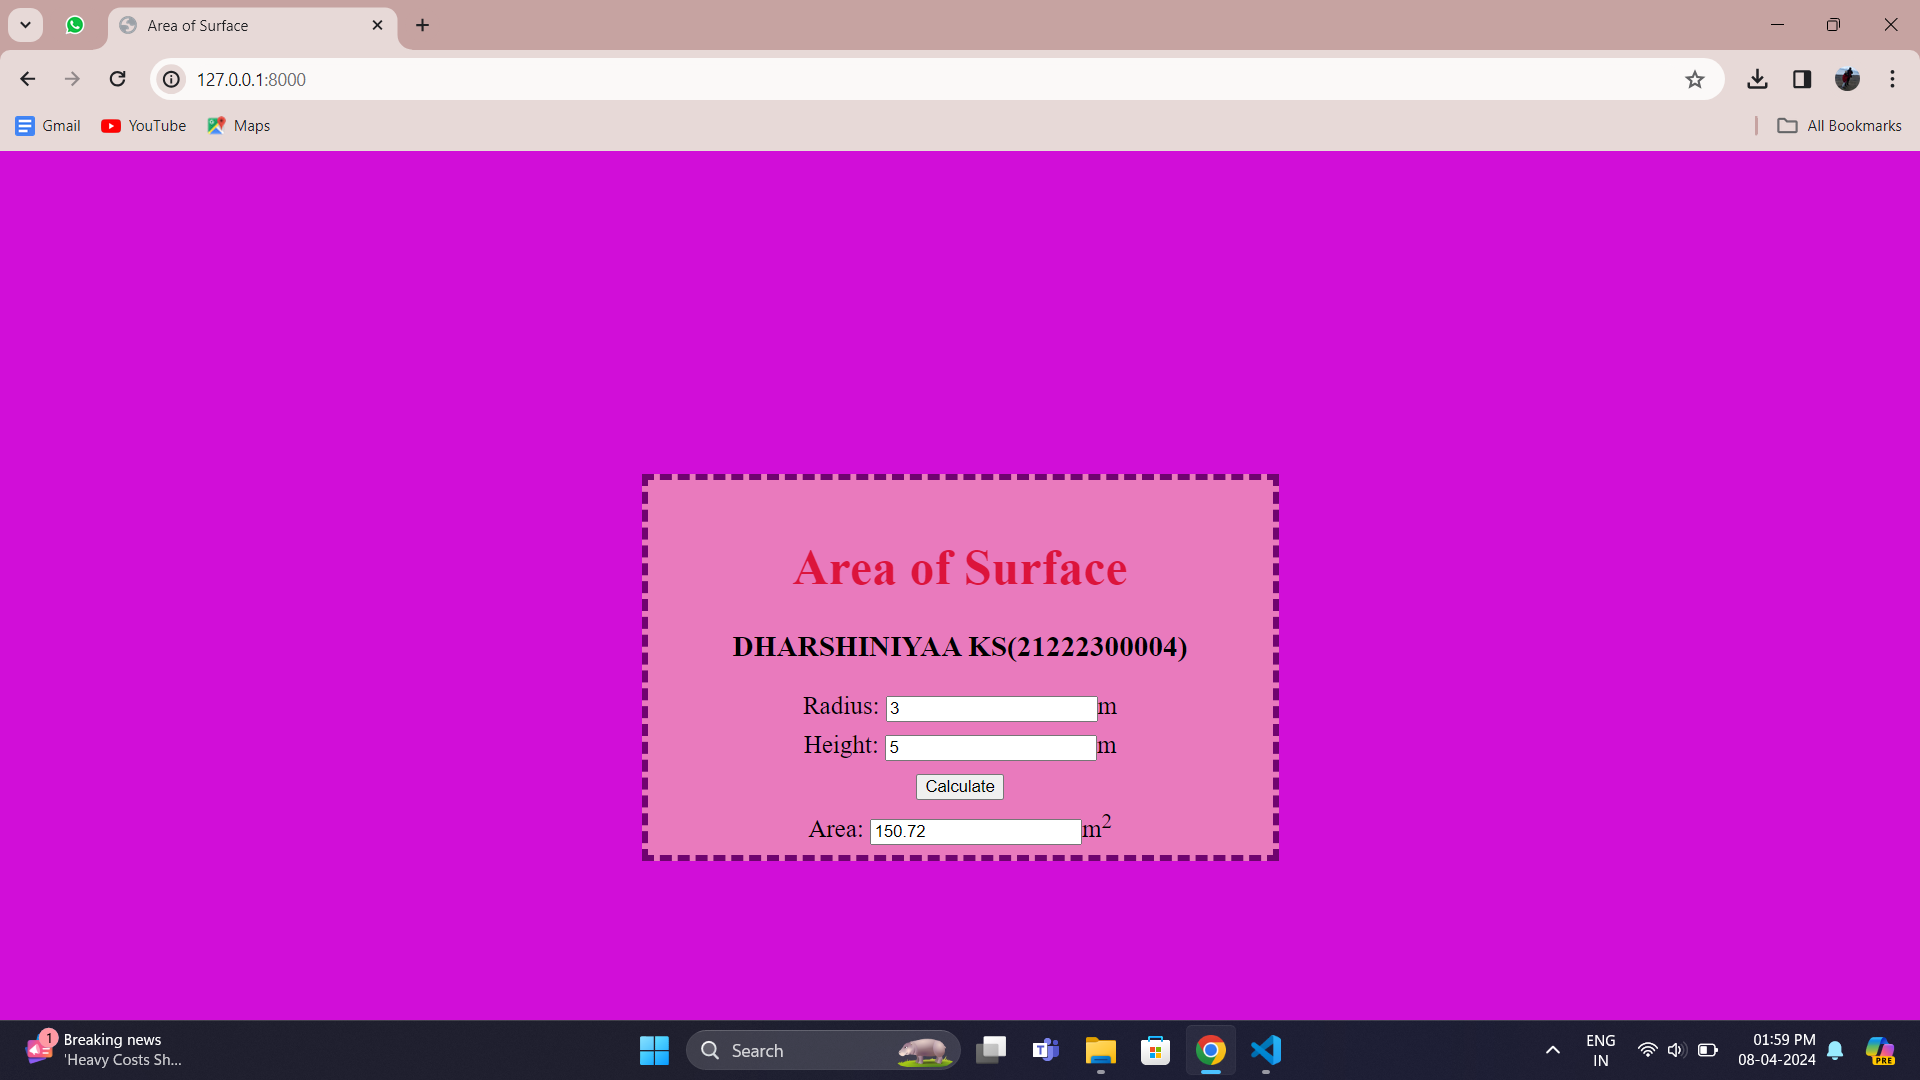 Area of Surface
127.0.0.1:8000
Gmail YouTube Maps All Bookmarks
Area of Surface
DHARSHINIYAA KS(21222300004)
Radius: 3 m
Height: 5 m
Calculate
Area: 150.72 m²
1 Breaking news
'Heavy Costs Sh...
Search
T
PRE
ENG
IN
01:59 PM
08-04-2024